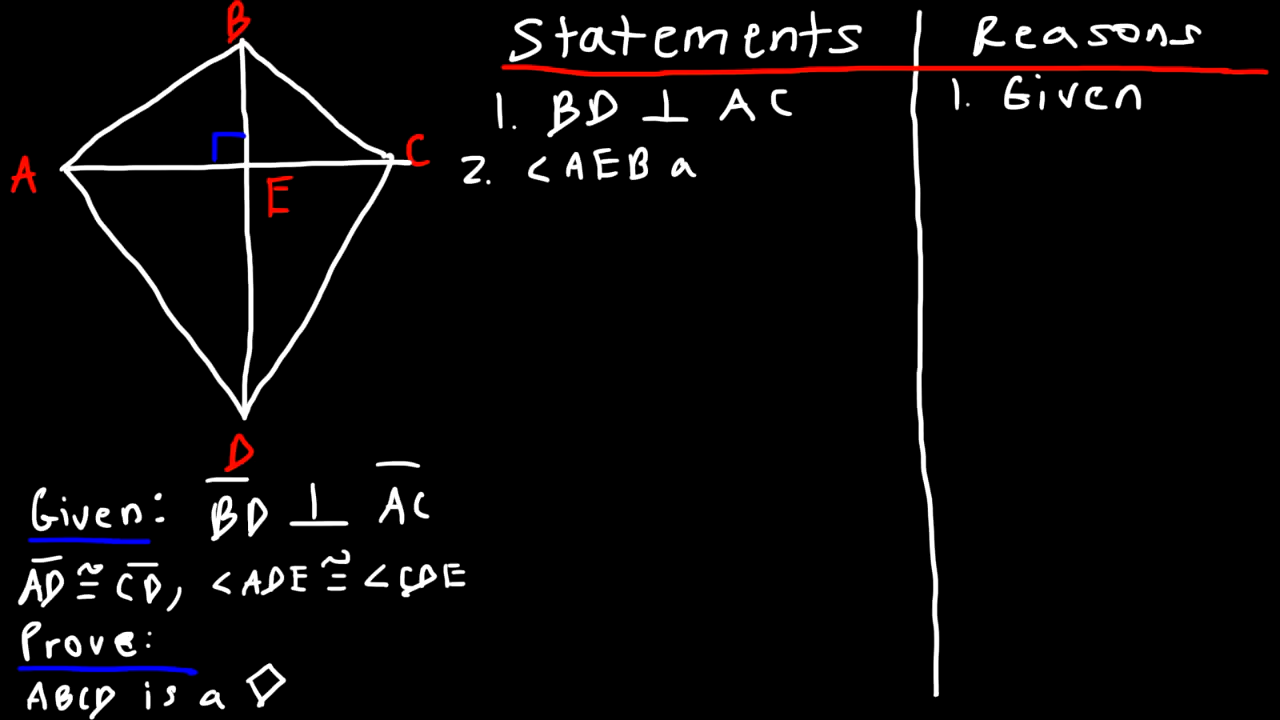 B
A
C
E
D
Given: BD ⊥ AC
AD ≅ CD, <ADE ≅ <CDE
Prove:
ABCD is a ◇
Statements
Reasons
1. BD ⊥ AC
1. Given
2. <AEB a